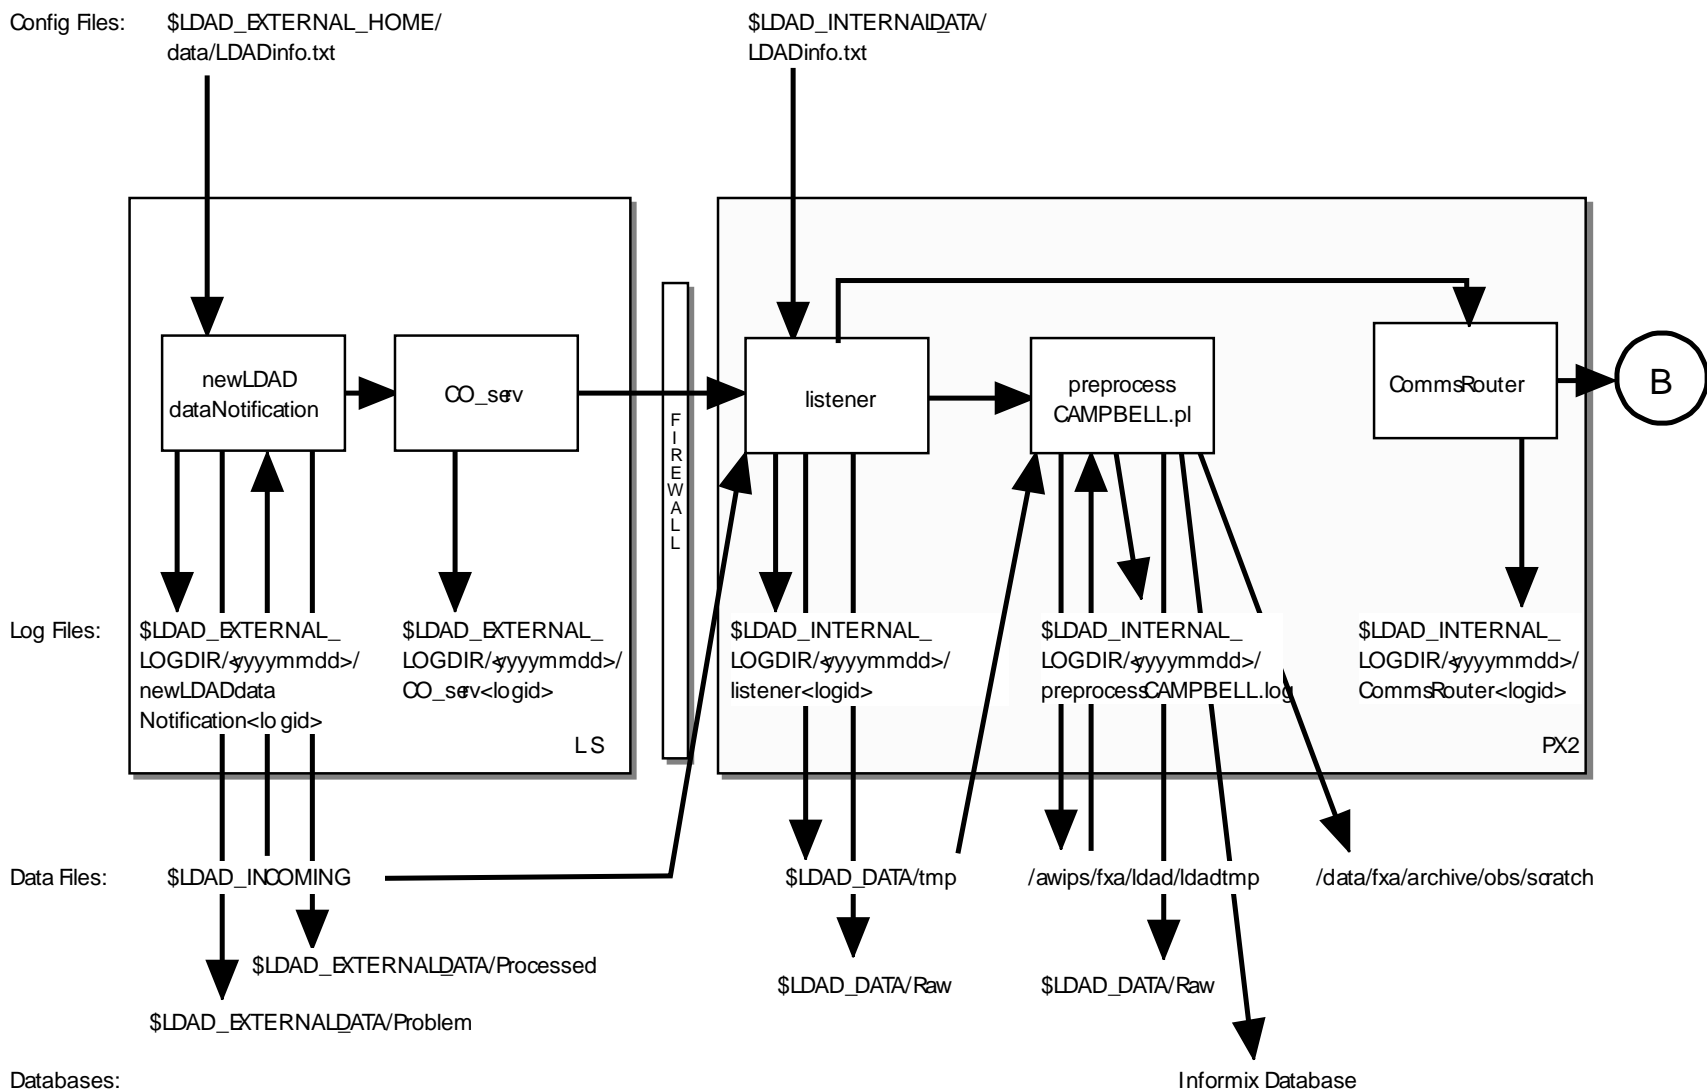 Config Files:
$LDAD_EXTERNAL_HOME/
data/LDADinfo.txt
$LDAD_INTERNALDATA/
LDADinfo.txt
newLDAD
dataNotification
CO_serv
FIREWALL
listener
preprocess
CAMPBELL.pl
CommsRouter
B
Log Files:
$LDAD_EXTERNAL_
LOGDIR/<yyyymmdd>/
newLDADdata
Notification<logid>
$LDAD_EXTERNAL_
LOGDIR/<yyyymmdd>/
CO_serv<logid>
$LDAD_INTERNAL_
LOGDIR/<yyyymmdd>/
listener<logid>
$LDAD_INTERNAL_
LOGDIR/<yyyymmdd>/
preprocessCAMPBELL.log
$LDAD_INTERNAL_
LOGDIR/<yyyymmdd>/
CommsRouter<logid>
LS
PX2
Data Files:
$LDAD_INCOMING
$LDAD_DATA/tmp
/awips/fxa/ldad/ldadtmp
/data/fxa/archive/obs/scratch
$LDAD_EXTERNALDATA/Processed
$LDAD_DATA/Raw
$LDAD_DATA/Raw
$LDAD_EXTERNALDATA/Problem
Databases:
Informix Database